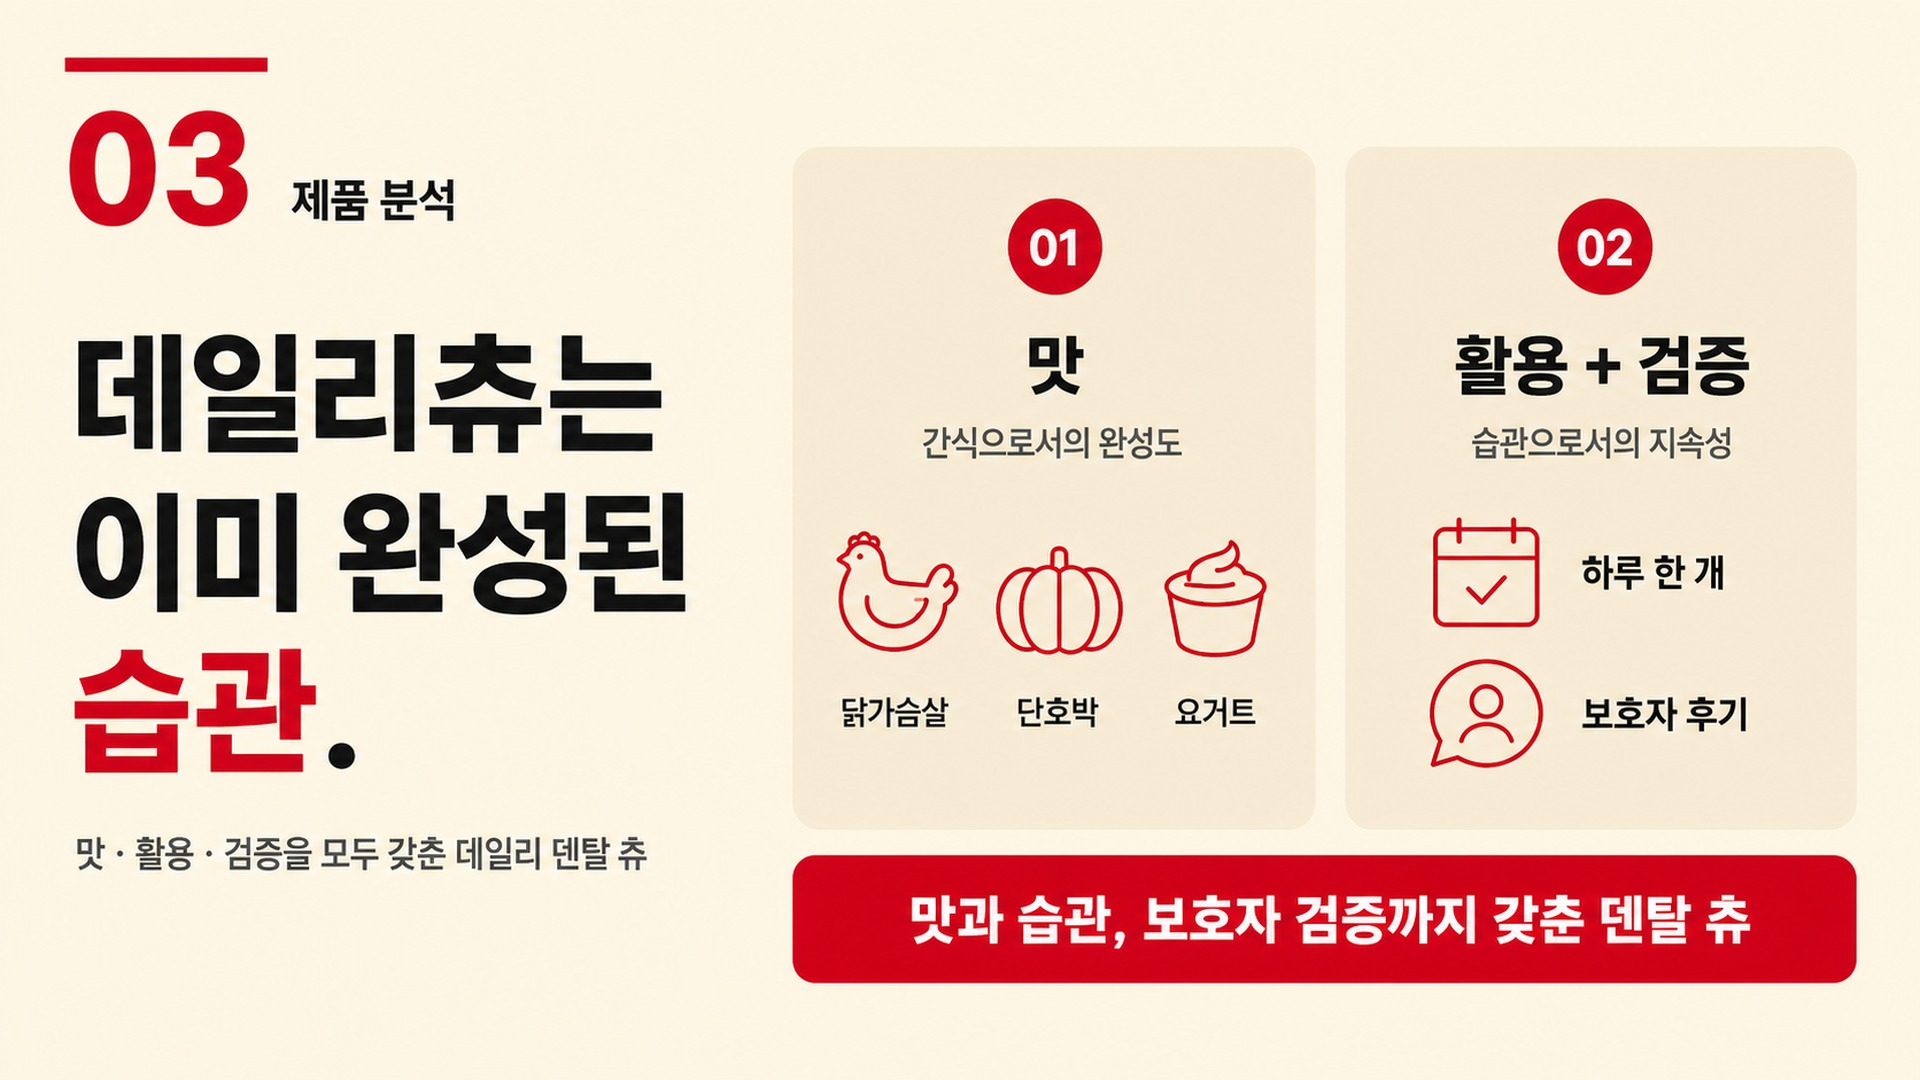 03 제품 분석
데일리츄는
이미 완성된
습관.
맛 · 활용 · 검증을 모두 갖춘 데일리 덴탈 츄
01
맛
간식으로서의 완성도
닭가슴살
단호박
요거트
02
활용 + 검증
습관으로서의 지속성
하루 한 개
보호자 후기
맛과 습관, 보호자 검증까지 갖춘 덴탈 츄